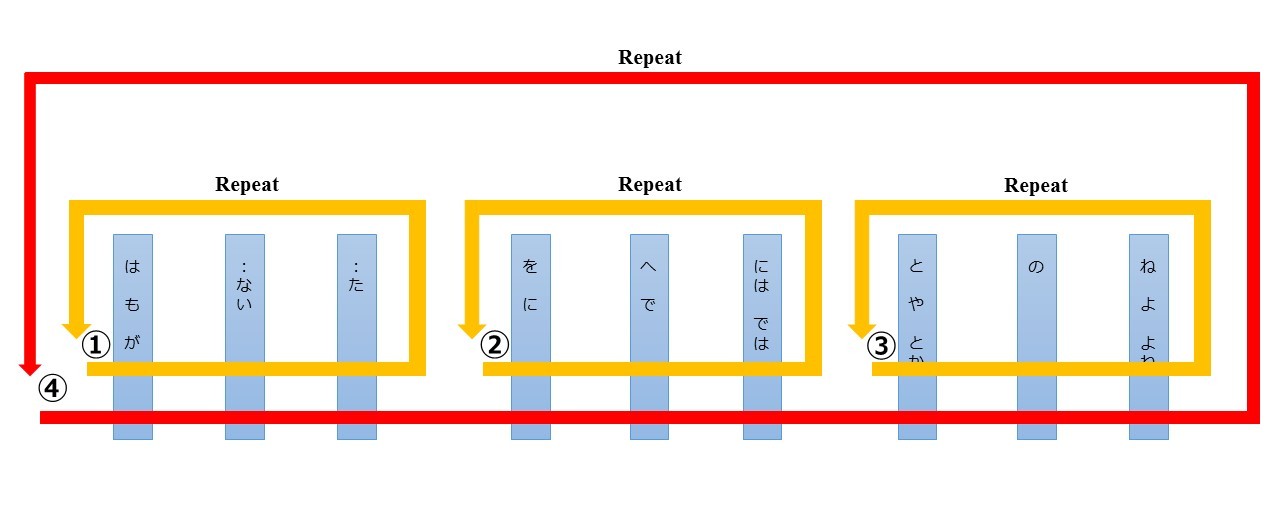 Repeat
Repeat
Repeat
Repeat
は も が
：ない
：た
を に
へ で
には では
と や とか
の
ね よ よね
①
②
③
④